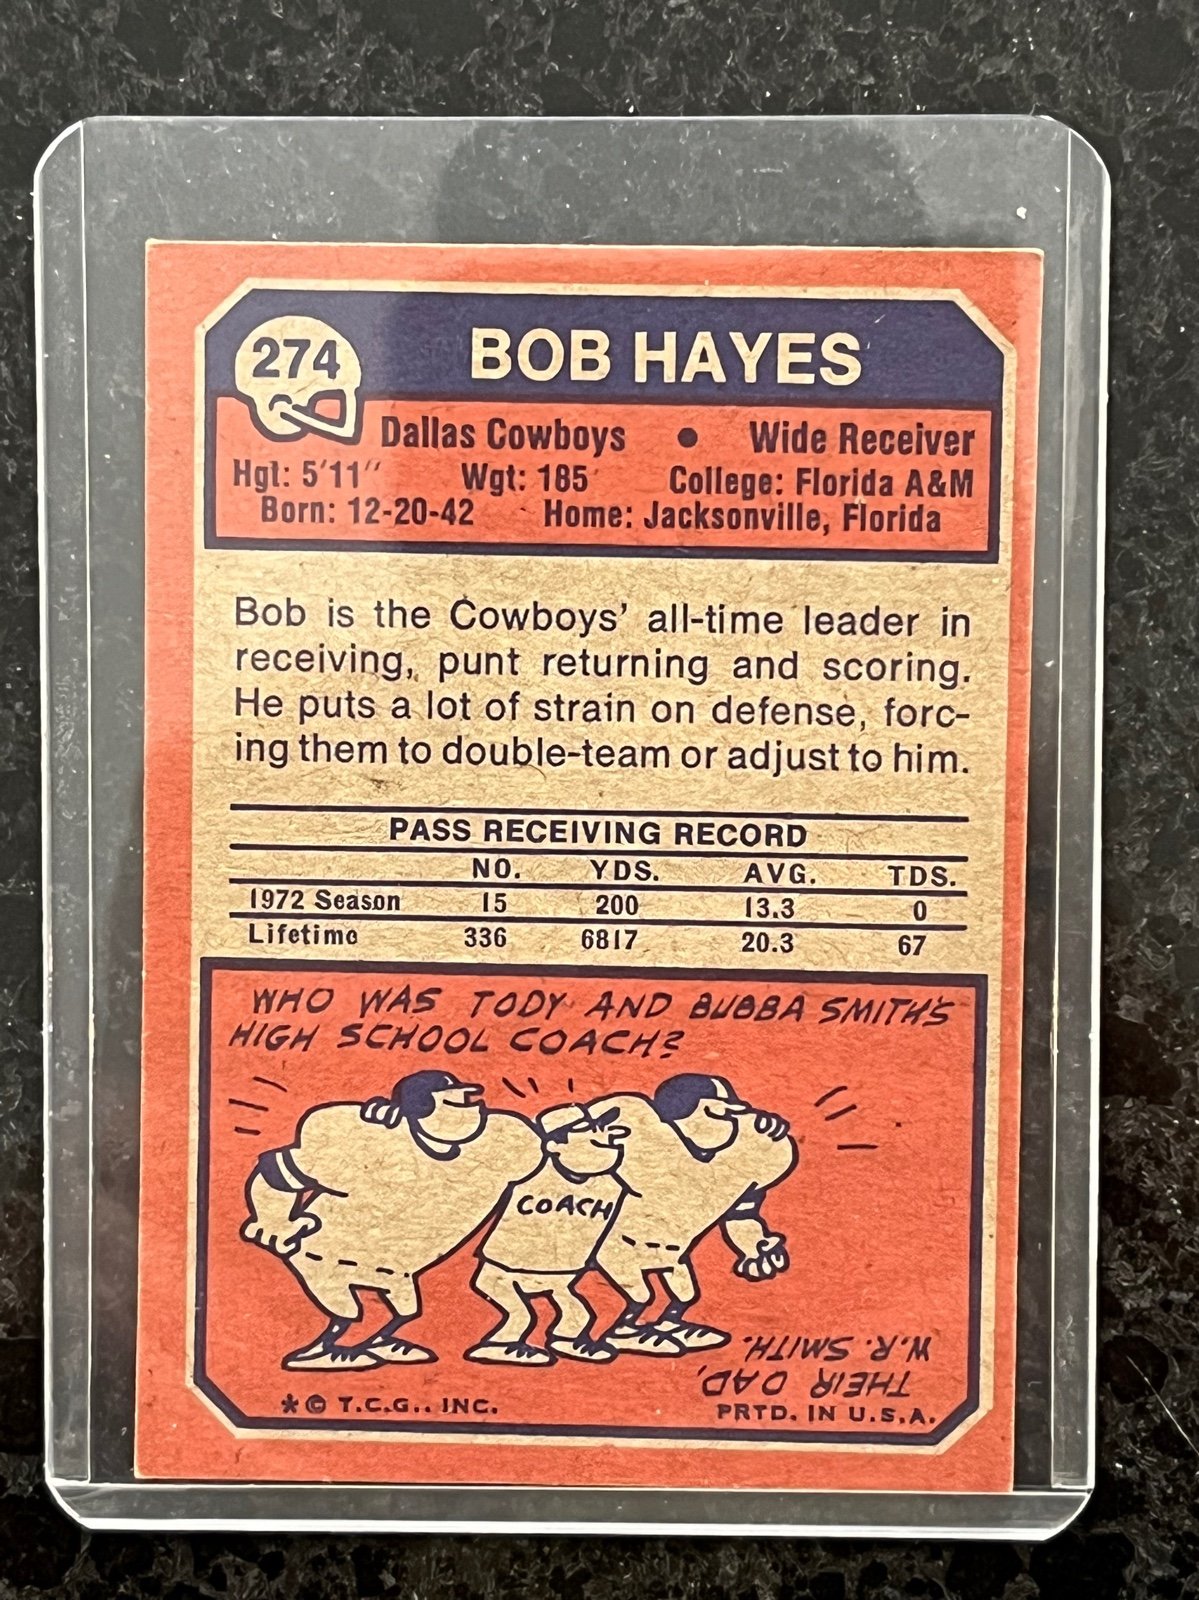 274
BOB HAYES
Dallas Cowboys • Wide Receiver
Hgt: 5'11" Wgt: 185 College: Florida A&M
Born: 12-20-42 Home: Jacksonville, Florida
Bob is the Cowboys' all-time leader in
receiving, punt returning and scoring.
He puts a lot of strain on defense, forc-
ing them to double-team or adjust to him.
PASS RECEIVING RECORD
NO. YDS. AVG. TDS.
1972 Season 15 200 13.3 0
Lifetime 336 6817 20.3 67
WHO WAS TODY AND BUBBA SMITH'S
HIGH SCHOOL COACH?
COACH
THEIR DAD,
W.R. SMITH.
*© T.C.G., INC.
PRTD. IN U.S.A.